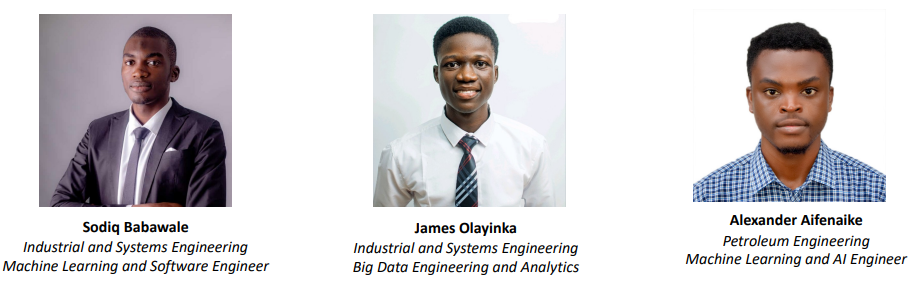 Sodiq Babawale
Industrial and Systems Engineering
Machine Learning and Software Engineer
James Olayinka
Industrial and Systems Engineering
Big Data Engineering and Analytics
Alexander Aifenaike
Petroleum Engineering
Machine Learning and AI Engineer